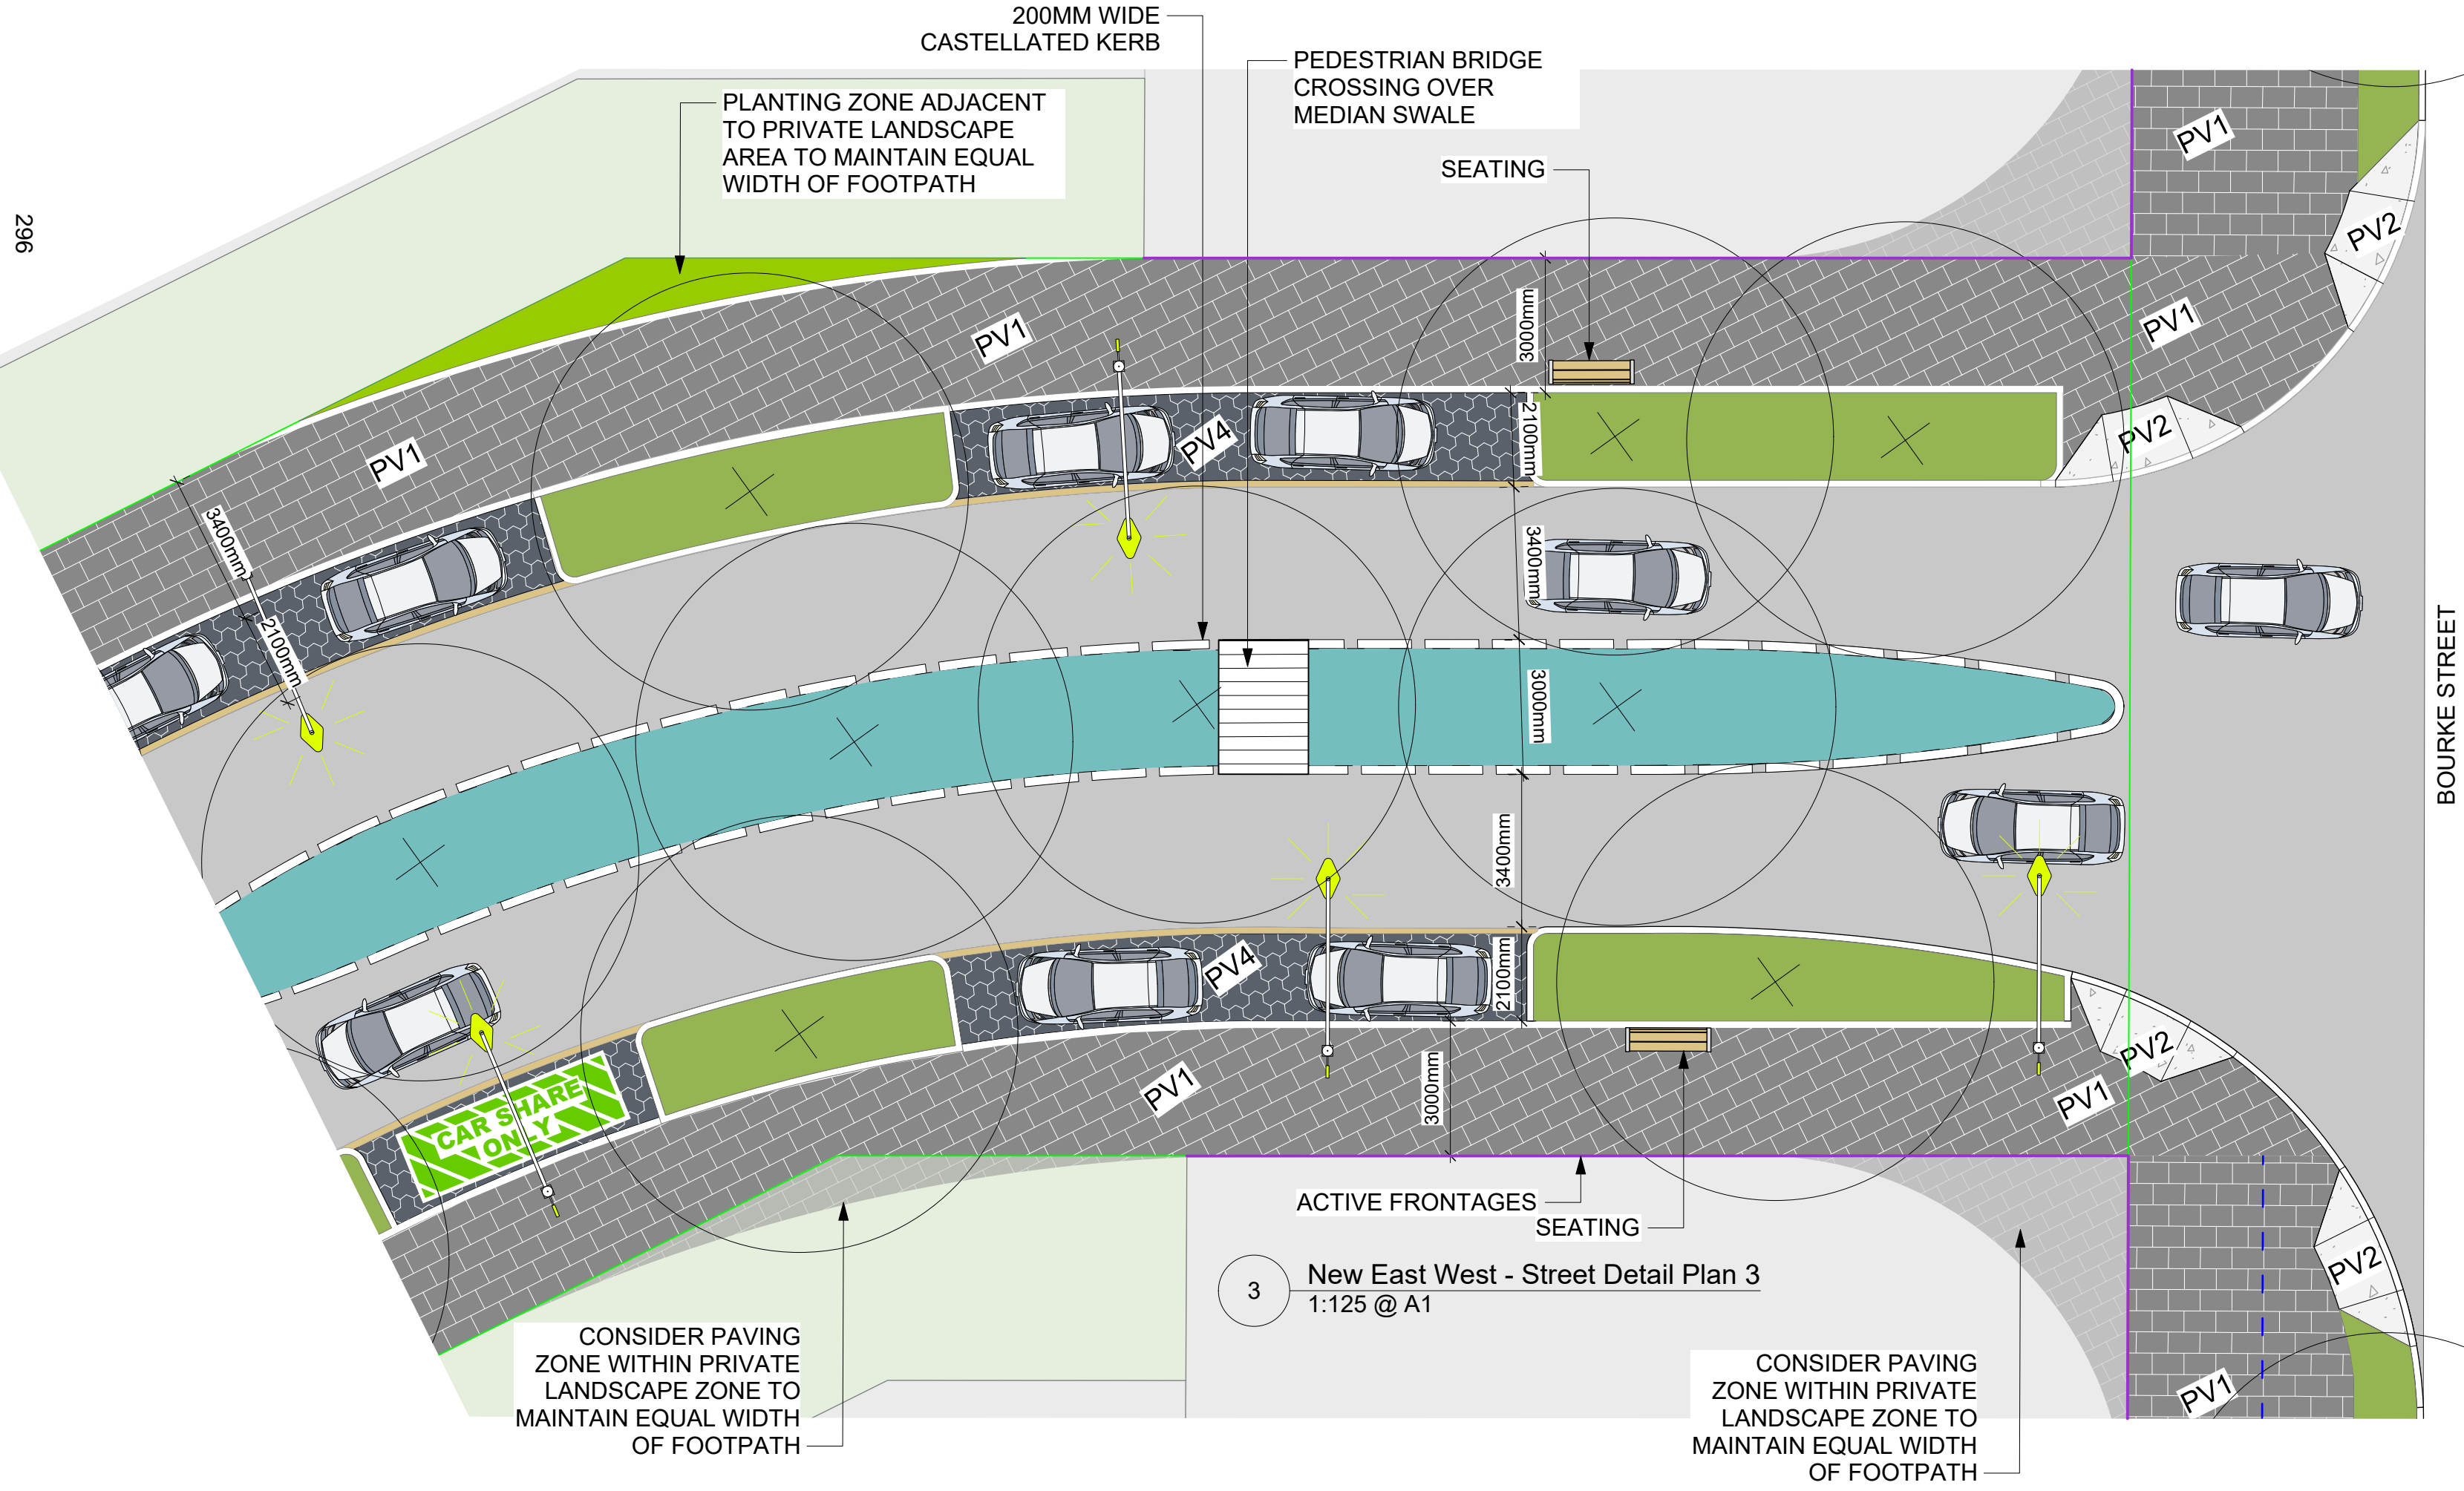 200MM WIDE
CASTELLATED KERB
PEDESTRIAN BRIDGE
CROSSING OVER
MEDIAN SWALE
PLANTING ZONE ADJACENT
TO PRIVATE LANDSCAPE
AREA TO MAINTAIN EQUAL
WIDTH OF FOOTPATH
SEATING
296
PV1
PV2
PV1
PV1
PV1
PV4
PV2
3000mm
2100mm
3400mm
3400mm
2100mm
3000mm
3400mm
2100mm
3000mm
BOURKE STREET
PV4
PV1
PV2
PV1
CAR SHARE
ONLY
ACTIVE FRONTAGES
SEATING
PV2
PV1
3
New East West - Street Detail Plan 3
1:125 @ A1
CONSIDER PAVING
ZONE WITHIN PRIVATE
LANDSCAPE ZONE TO
MAINTAIN EQUAL WIDTH
OF FOOTPATH
CONSIDER PAVING
ZONE WITHIN PRIVATE
LANDSCAPE ZONE TO
MAINTAIN EQUAL WIDTH
OF FOOTPATH